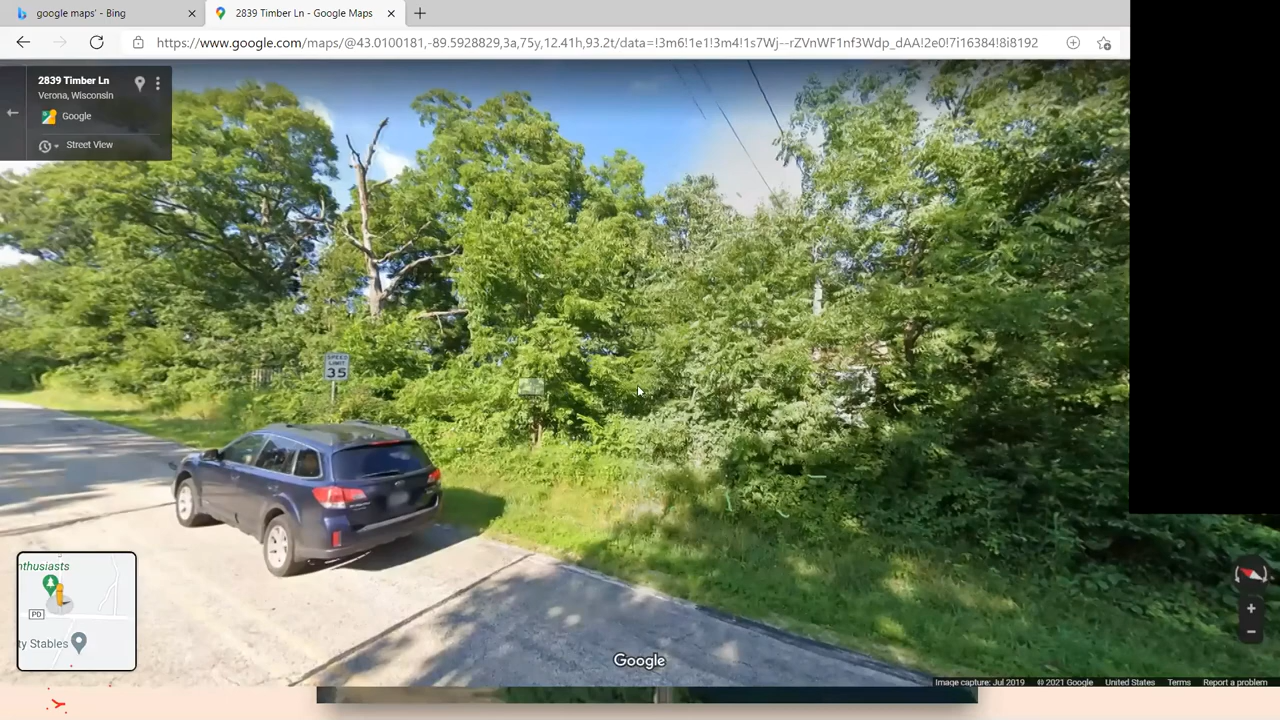 google maps' - Bing
2839 Timber Ln - Google Maps
https://www.google.com/maps/@43.0100181,-89.5928829,3a,75y,12.41h,93.2t/data=!3m6!1e1!3m4!1s7Wj--rZVnWF1nf3Wdp_dAA!2e0!7i16384!8i8192
2839 Timber Ln
Verona, Wisconsin
Google
Street View
SPEED
LIMIT
35
nthusiasts
PD
ty Stables
Google
Image capture: Jul 2019 © 2021 Google United States Terms Report a problem